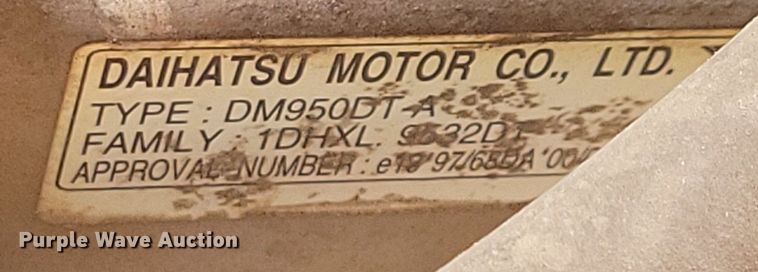 DAIHATSU MOTOR CO., LTD.
TYPE : DM950DT-A
FAMILY : 1DHXL.
APPROVAL NUMBER :
Purple Wave Auction